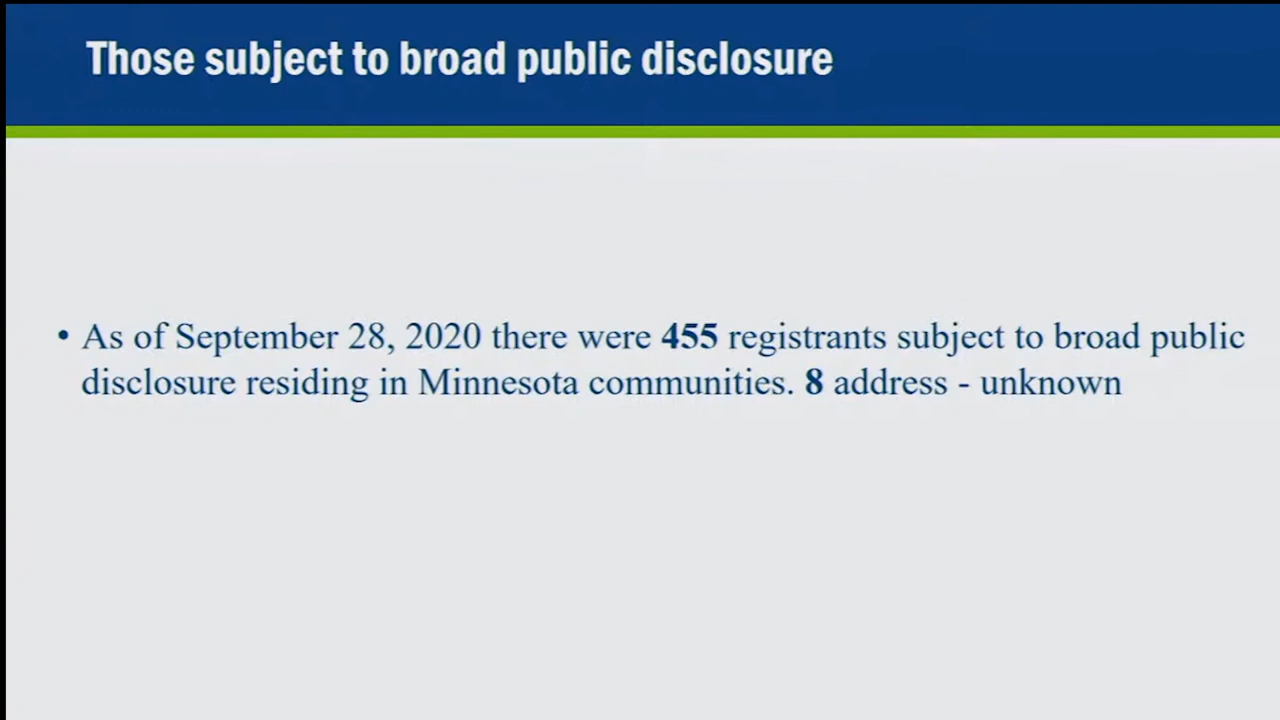 Those subject to broad public disclosure
• As of September 28, 2020 there were 455 registrants subject to broad public
disclosure residing in Minnesota communities. 8 address - unknown